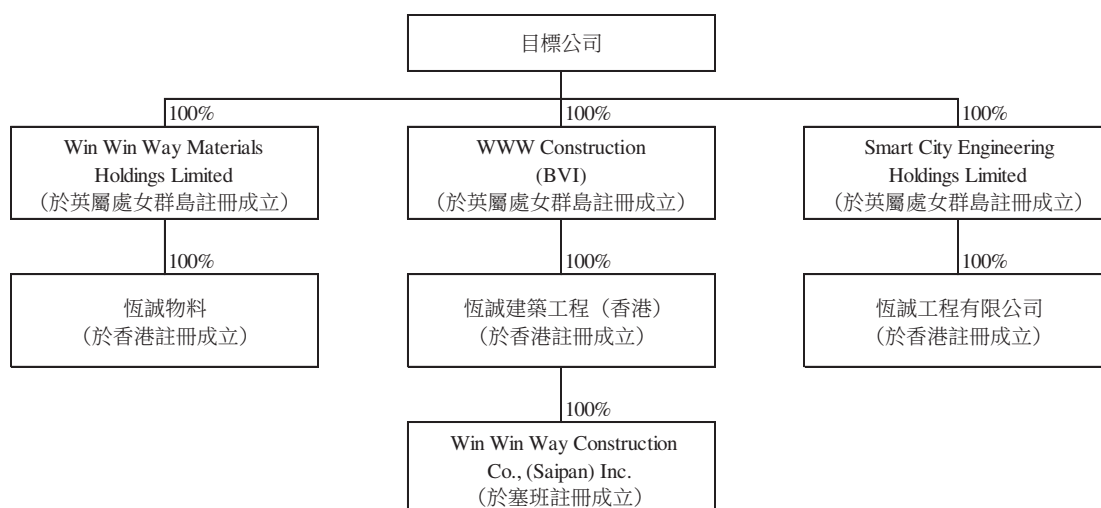 目標公司
100%
100%
100%
Win Win Way Materials
Holdings Limited
（於英屬處女群島註冊成立）
WWW Construction
(BVI)
（於英屬處女群島註冊成立）
Smart City Engineering
Holdings Limited
（於英屬處女群島註冊成立）
100%
100%
100%
恆誠物料
（於香港註冊成立）
恆誠建築工程（香港）
（於香港註冊成立）
恆誠工程有限公司
（於香港註冊成立）
100%
Win Win Way Construction
Co., (Saipan) Inc.
（於塞班註冊成立）